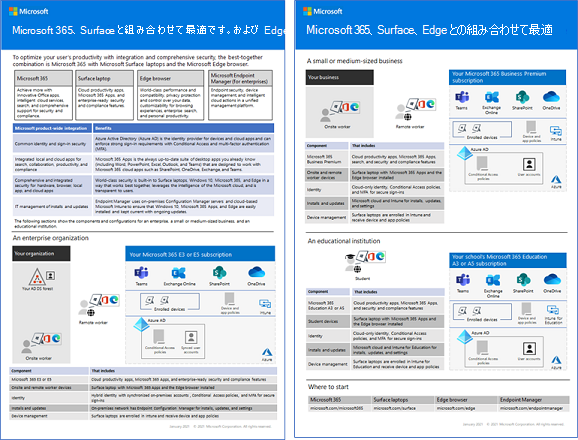 Microsoft
Microsoft 365、Surfaceと組み合わせて最適です。および Edge
To optimize your user's productivity with integration and comprehensive security, the best-together
combination is Microsoft 365 with Microsoft Surface laptops and the Microsoft Edge browser.
Microsoft 365
Achieve more with
innovative Office apps,
intelligent cloud services,
search, and comprehensive
support for security and
compliance.
Surface laptop
Cloud productivity apps,
Microsoft 365 Apps, and
enterprise-ready security
and compliance features
Edge browser
World-class performance and
compatibility, privacy protection
and control over your data,
customizability for browsing
experiences, enterprise search,
and personal productivity.
Microsoft Endpoint
Manager (for enterprises)
Endpoint security, device
management, and intelligent
cloud actions in a unified
management platform.
Microsoft product-wide integration
Benefits
Common identity and sign-in security
Azure Active Directory (Azure AD) is the identity provider for devices and cloud apps and can
enforce strong sign-in requirements with Conditional Access and multi-factor authentication
(MFA).
Integrated local and cloud apps for
search, collaboration, productivity, and
compliance
Microsoft 365 Apps is the always up-to-date suite of desktop apps you already know
(including Word, PowerPoint, Excel, Outlook, and Teams) that are designed to work with
Microsoft 365 cloud apps such as SharePoint, OneDrive, Exchange, and Teams.
Comprehensive and integrated
security for hardware, browser, local
app, and cloud apps
World-class security is built-in to Surface laptops, Windows 10, Microsoft 365, and Edge in a
way that works best together, leverages the intelligence of the Microsoft cloud, and is
transparent to users.
IT management of installs and updates
Endpoint Manager uses on-premises Configuration Manager servers and cloud-based
Microsoft Intune to ensure that Windows 10, Microsoft 365 Apps, and Edge are easily
installed and kept current with ongoing updates.
The following sections show the components and configurations for an enterprise, a small or medium-sized business, and an
educational institution.
An enterprise organization
Your organization
Your AD DS forest
Onsite worker
Remote worker
Your Microsoft 365 E3 or E5 subscription
Teams
Exchange
Online
SharePoint
OneDrive
Enrolled devices
Device and
app policies
Intune
Azure AD
Conditional Access
policies
Synced user
accounts
Azure
Component
That includes
Microsoft 365 E3 or E5
Cloud productivity apps, Microsoft 365 Apps, and enterprise-ready security and compliance features
Onsite and remote worker devices
Surface laptop with Microsoft 365 Apps and the Edge browser installed
Identity
Hybrid identity with synchronized on-premises accounts, Conditional Access policies, and MFA for secure
sign-ins
Installs and updates
On-premises network has Endpoint Configuration Manager for installs, updates, and settings
Device management
Surface laptops are enrolled in Intune and receive device and app policies
January 2021 © 2021 Microsoft Corporation. All rights reserved.
Microsoft
Microsoft 365、Surface、Edge との組み合わせて最適
A small or medium-sized business
Your business
Onsite worker
Remote worker
Your Microsoft 365 Business Premium
subscription
Teams
Exchange
Online
SharePoint
OneDrive
Enrolled devices
Device and
app policies
Intune
Azure AD
Conditional Access
policies
User accounts
Azure
Component
That includes
Microsoft 365
Business Premium
Cloud productivity apps, Microsoft 365 Apps,
search, and security and compliance features
Onsite and remote
worker devices
Surface laptop with Microsoft 365 Apps and the
Edge browser installed
Identity
Cloud-only identity, Conditional Access policies,
and MFA for secure sign-ins
Installs and updates
Microsoft cloud and Intune for installs, updates,
and settings
Device management
Surface laptops are enrolled in Intune and receive
device and app policies
An educational institution
Student
Your school's Microsoft 365 Education
A3 or A5 subscription
Teams
Exchange
Online
SharePoint
OneDrive
Enrolled devices
Device and
app policies
Intune for
Education
Azure AD
Conditional Access
policies
User accounts
Azure
Component
That includes
Microsoft 365
Education A3 or A5
Cloud productivity apps, Microsoft 365 Apps,
and security and compliance features
Student devices
Surface laptop with Microsoft 365 Apps and
the Edge browser installed
Identity
Cloud-only identity, Conditional Access
policies, and MFA for secure sign-ins
Installs and updates
Microsoft cloud and Intune for Education for
installs, updates, and settings
Device management
Surface laptops are enrolled in Intune for
Education and receive device and app policies
Where to start
Microsoft 365
Surface laptops
Edge browser
Endpoint Manager
microsoft.com/microsoft365
microsoft.com/surface
microsoft.com/edge
microsoft.com/endpointmanager
January 2021 © 2021 Microsoft Corporation. All rights reserved.